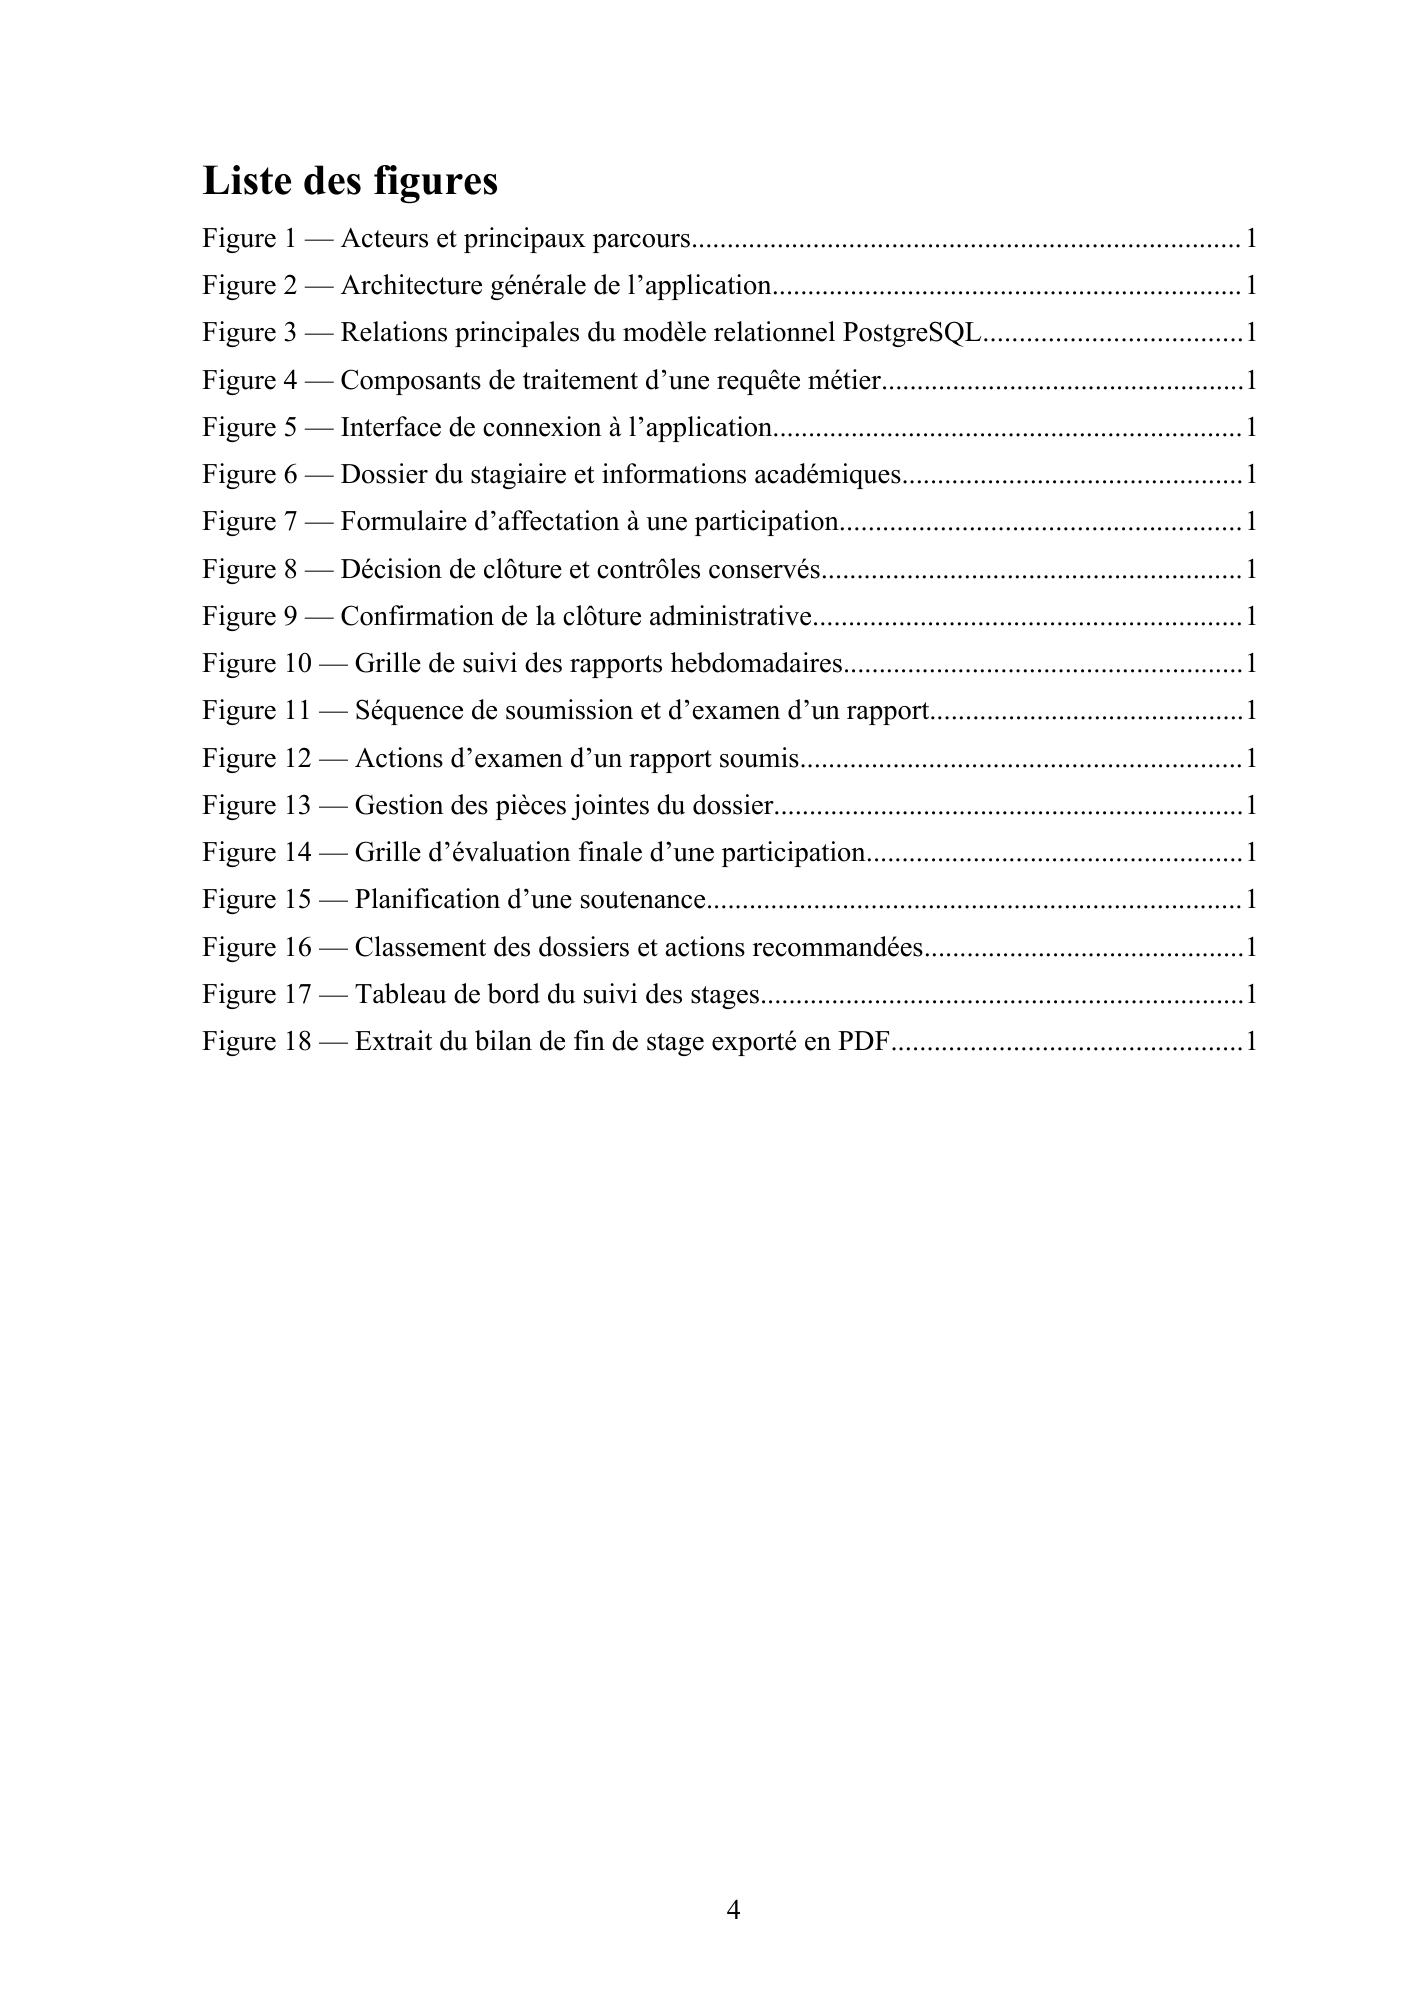 Liste des figures
Figure 1 — Acteurs et principaux parcours....................1
Figure 2 — Architecture générale de l’application....................1
Figure 3 — Relations principales du modèle relationnel PostgreSQL....................1
Figure 4 — Composants de traitement d’une requête métier....................1
Figure 5 — Interface de connexion à l’application....................1
Figure 6 — Dossier du stagiaire et informations académiques....................1
Figure 7 — Formulaire d’affectation à une participation....................1
Figure 8 — Décision de clôture et contrôles conservés....................1
Figure 9 — Confirmation de la clôture administrative....................1
Figure 10 — Grille de suivi des rapports hebdomadaires....................1
Figure 11 — Séquence de soumission et d’examen d’un rapport....................1
Figure 12 — Actions d’examen d’un rapport soumis....................1
Figure 13 — Gestion des pièces jointes du dossier....................1
Figure 14 — Grille d’évaluation finale d’une participation....................1
Figure 15 — Planification d’une soutenance....................1
Figure 16 — Classement des dossiers et actions recommandées....................1
Figure 17 — Tableau de bord du suivi des stages....................1
Figure 18 — Extrait du bilan de fin de stage exporté en PDF....................1
4